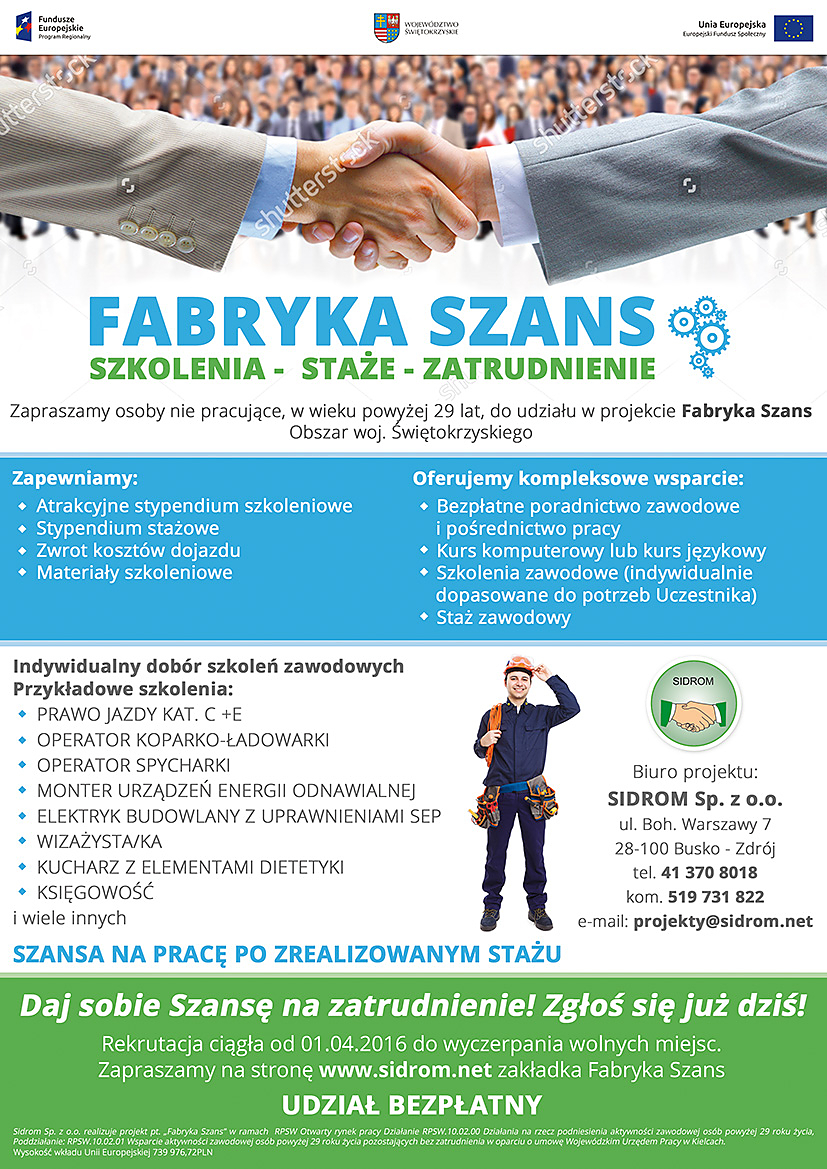 Fundusze
Europejskie
Program Regionalny
WOJEWÓDZTWO
ŚWIĘTOKRZYSKIE
Unia Europejska
Europejski Fundusz Społeczny
shutterstock
shutterstock
shutterstock
FABRYKA SZANS
SZKOLENIA - STAŻE - ZATRUDNIENIE
Zapraszamy osoby nie pracujące, w wieku powyżej 29 lat, do udziału w projekcie Fabryka Szans
Obszar woj. Świętokrzyskiego
Zapewniamy:
Atrakcyjne stypendium szkoleniowe
Stypendium stażowe
Zwrot kosztów dojazdu
Materiały szkoleniowe
Oferujemy kompleksowe wsparcie:
Bezpłatne poradnictwo zawodowe
i pośrednictwo pracy
Kurs komputerowy lub kurs językowy
Szkolenia zawodowe (indywidualnie
dopasowane do potrzeb Uczestnika)
Staż zawodowy
Indywidualny dobór szkoleń zawodowych
Przykładowe szkolenia:
PRAWO JAZDY KAT. C +E
OPERATOR KOPARKO-ŁADOWARKI
OPERATOR SPYCHARKI
MONTER URZĄDZEŃ ENERGII ODNAWIALNEJ
ELEKTRYK BUDOWLANY Z UPRAWNIENIAMI SEP
WIZAŻYSTA/KA
KUCHARZ Z ELEMENTAMI DIETETYKI
KSIĘGOWOŚĆ
i wiele innych
SIDROM
Biuro projektu:
SIDROM Sp. z o.o.
ul. Boh. Warszawy 7
28-100 Busko - Zdrój
tel. 41 370 8018
kom. 519 731 822
e-mail: projekty@sidrom.net
SZANSA NA PRACĘ PO ZREALIZOWANYM STAŻU
Daj sobie Szansę na zatrudnienie! Zgłoś się już dziś!
Rekrutacja ciągła od 01.04.2016 do wyczerpania wolnych miejsc.
Zapraszamy na stronę www.sidrom.net zakładka Fabryka Szans
UDZIAŁ BEZPŁATNY
Sidrom Sp. z o.o. realizuje projekt pt. „Fabryka Szans" w ramach RPSW Otwarty rynek pracy Działanie RPSW.10.02.00 Działania na rzecz podniesienia aktywności zawodowej osób powyżej 29 roku życia,
Poddziałanie: RPSW.10.02.01 Wsparcie aktywności zawodowej osób powyżej 29 roku życia pozostających bez zatrudnienia w oparciu o umowę Wojewódzkim Urzędem Pracy w Kielcach.
Wysokość wkładu Unii Europejskiej 739 976,72PLN